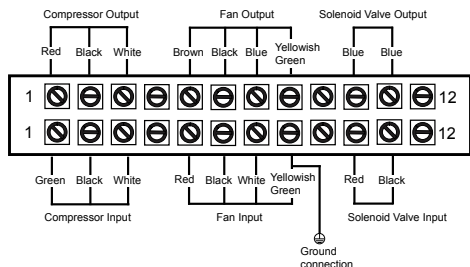 Compressor Output Fan Output Solenoid Valve Output
Red Black White Brown Black Blue Yellowish Green Blue Blue
1 12
1 12
Green Black White Red Black White Yellowish Green Red Black
Compressor Input Fan Input Solenoid Valve Input
Ground
connection